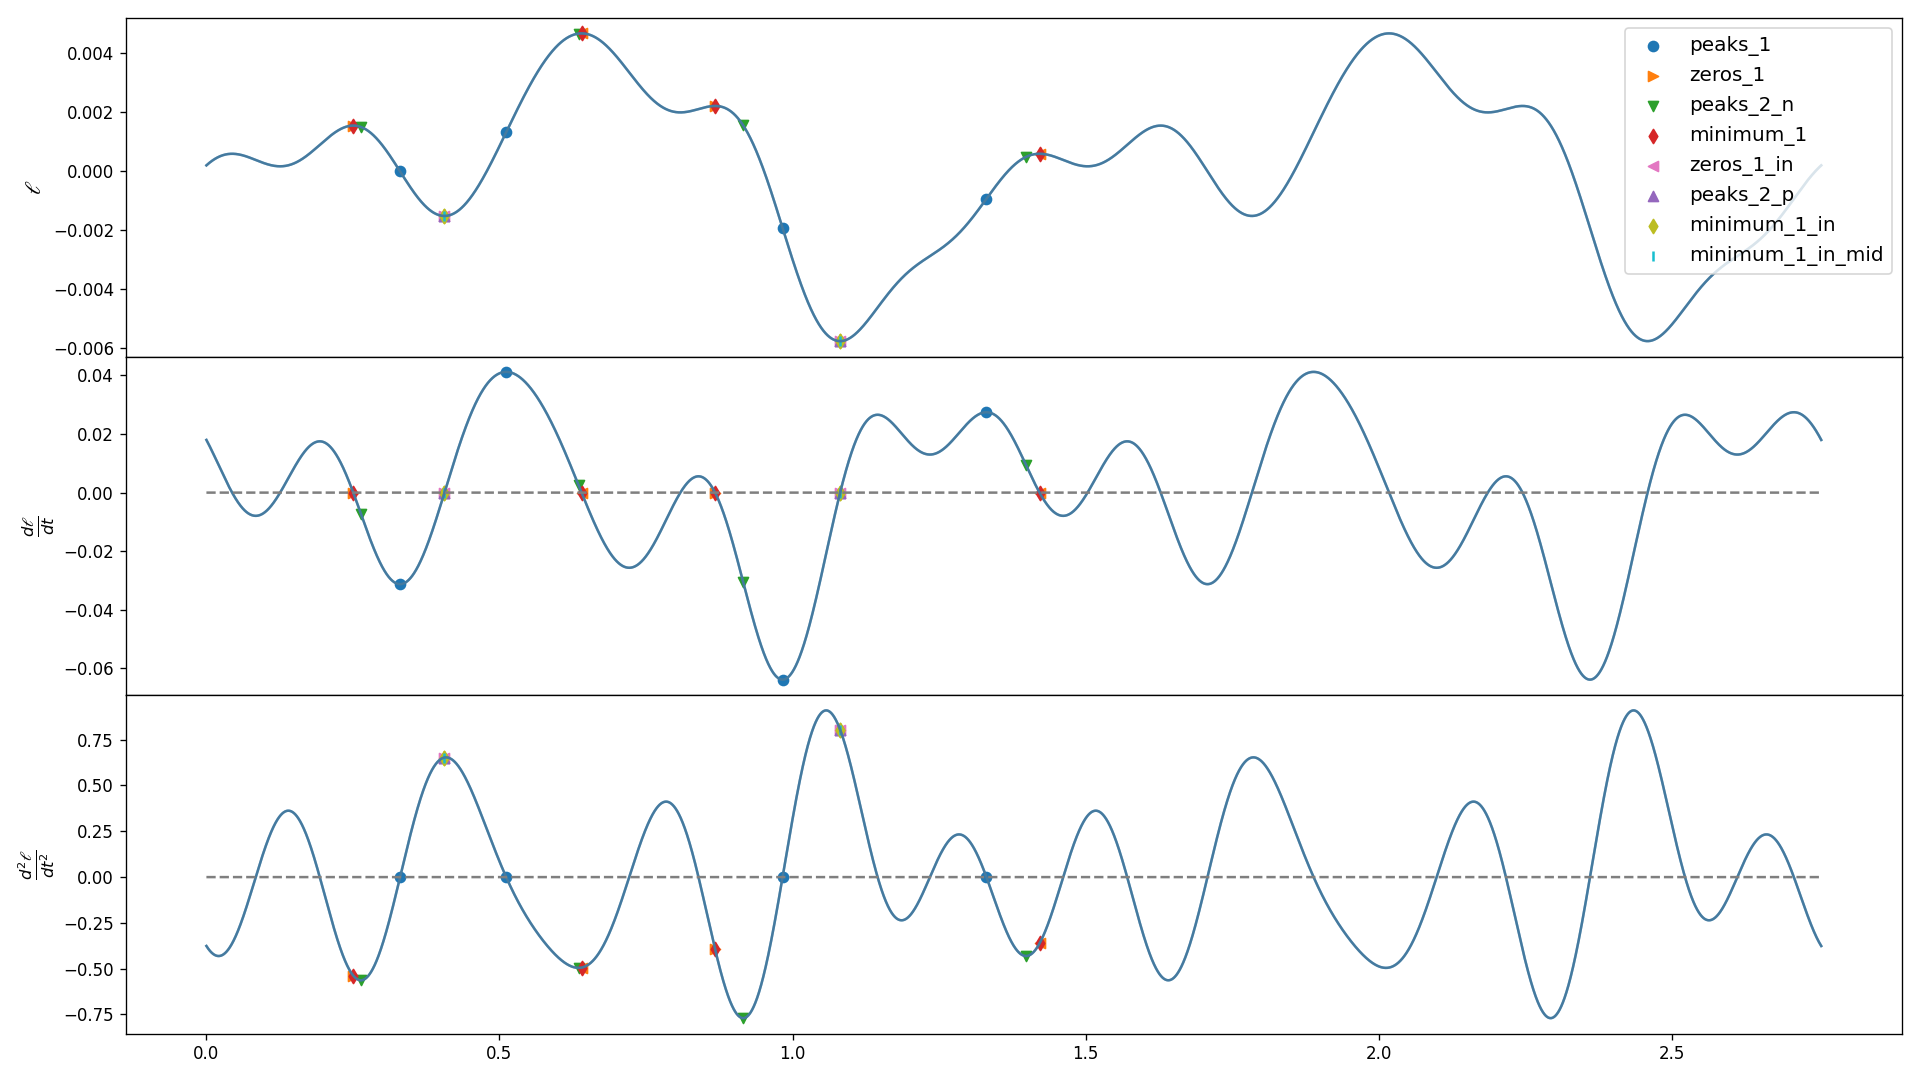 0.004
0.002
0.000
−0.002
−0.004
−0.006
ℓ
peaks_1
zeros_1
peaks_2_n
minimum_1
zeros_1_in
peaks_2_p
minimum_1_in
minimum_1_in_mid
0.04
0.02
0.00
−0.02
−0.04
−0.06
dℓ
dt
0.75
0.50
0.25
0.00
−0.25
−0.50
−0.75
d²ℓ
dt²
0.0 0.5 1.0 1.5 2.0 2.5